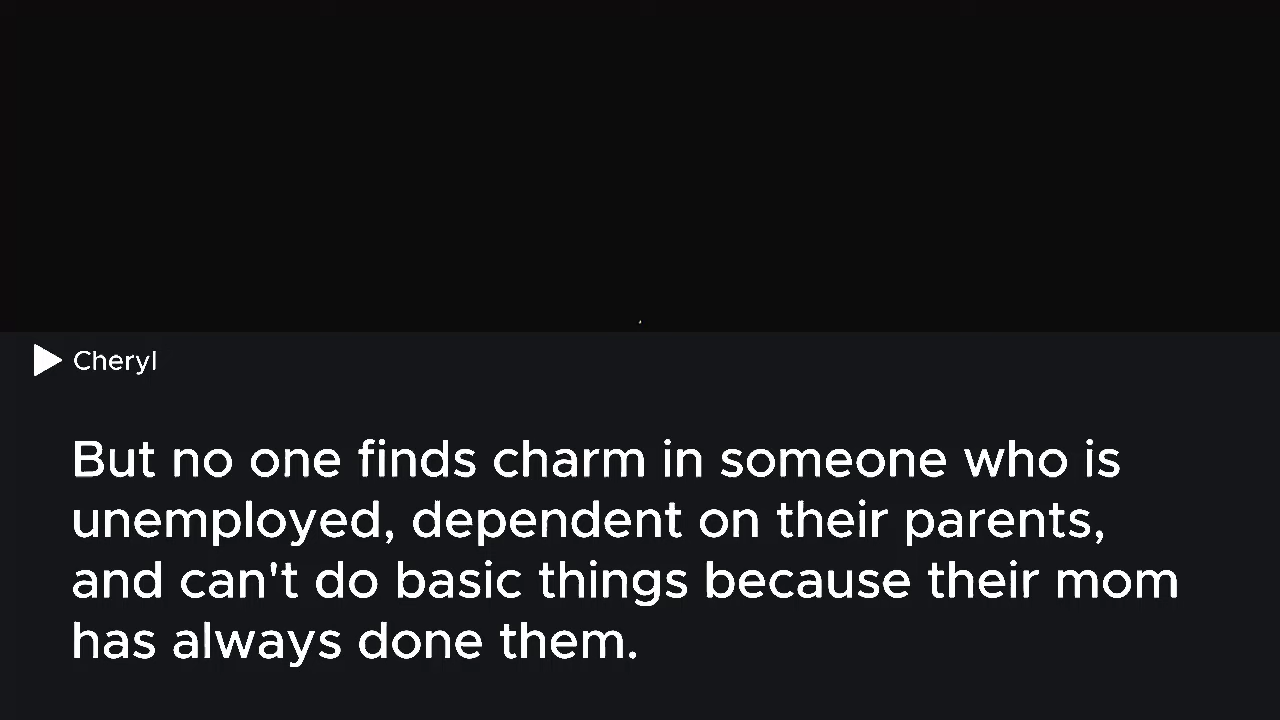 Cheryl
But no one finds charm in someone who is
unemployed, dependent on their parents,
and can't do basic things because their mom
has always done them.